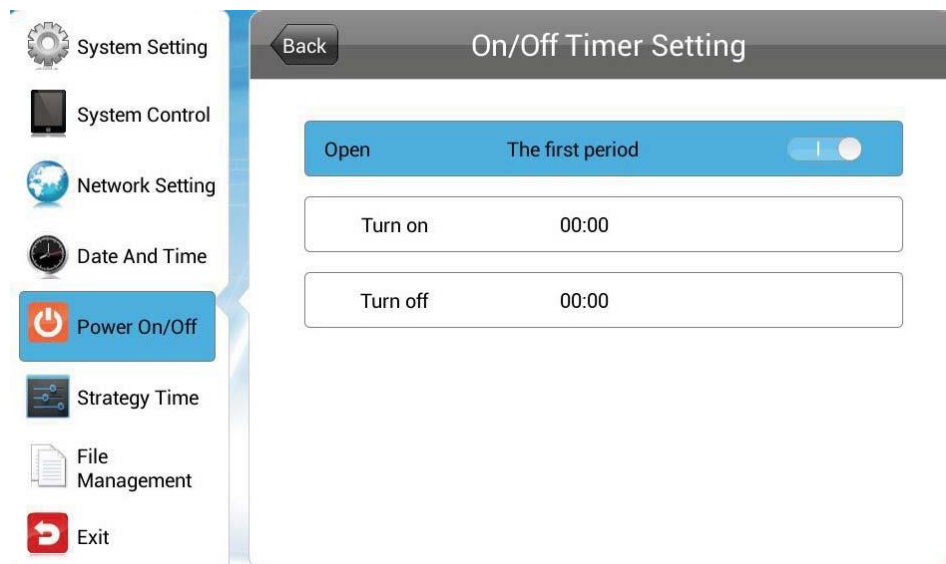 System Setting
System Control
Network Setting
Date And Time
Power On/Off
Strategy Time
File
Management
Exit
Back On/Off Timer Setting
Open The first period
Turn on 00:00
Turn off 00:00